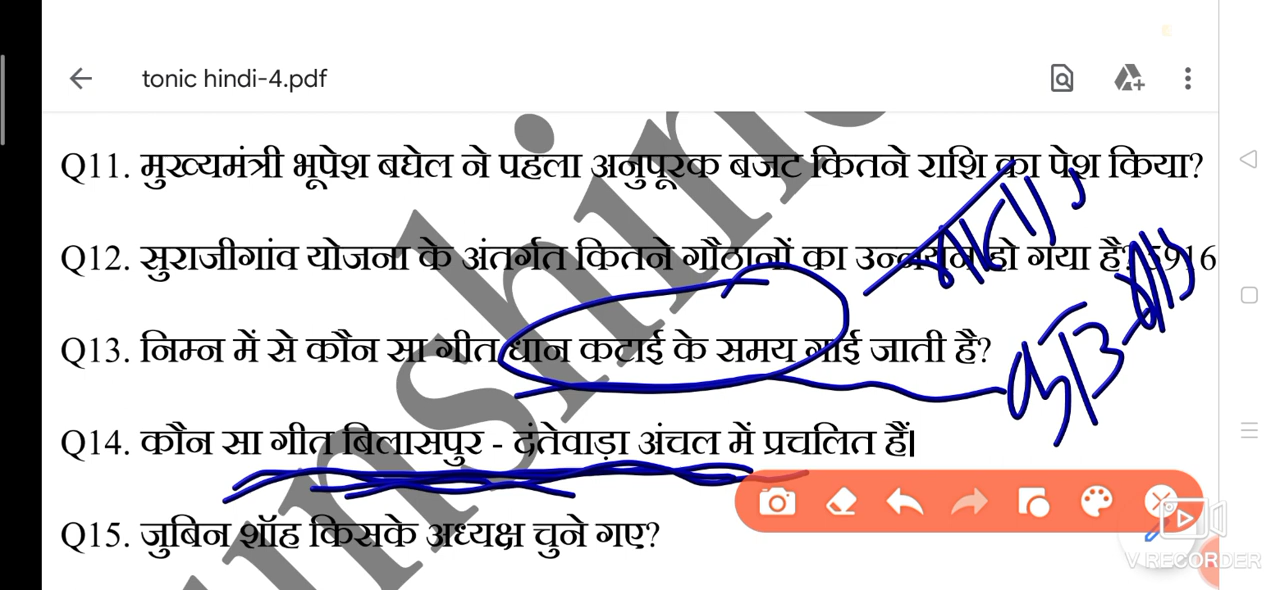 tonic hindi-4.pdf
Q11. मुख्यमंत्री भूपेश बघेल ने पहला अनुपूरक बजट कितने राशि का पेश किया?
Q12. सुराजीगांव योजना के अंतर्गत कितने गौठानों का उन्नयन हो गया है? 5916
Q13. निम्न में से कौन सा गीत धान कटाई के समय गाई जाती है?
Q14. कौन सा गीत बिलासपुर - दंतेवाड़ा अंचल में प्रचलित हैं|
Q15. जुबिन शॉह किसके अध्यक्ष चुने गए?
V RECORDER